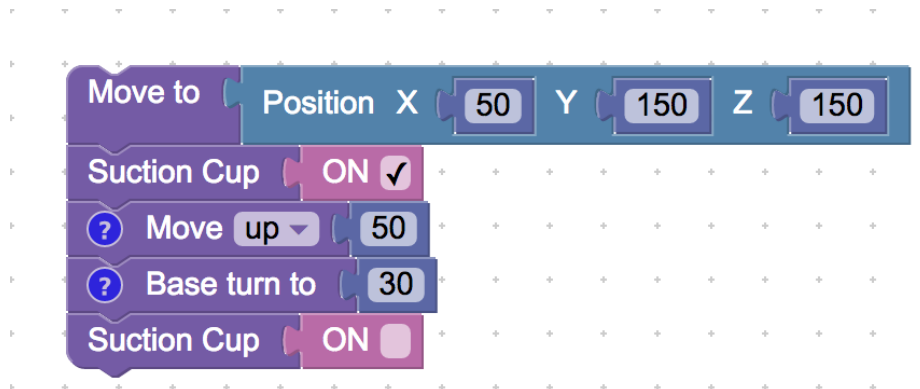 Move to Position X 50 Y 150 Z 150
Suction Cup ON ✓
? Move up 50
? Base turn to 30
Suction Cup ON